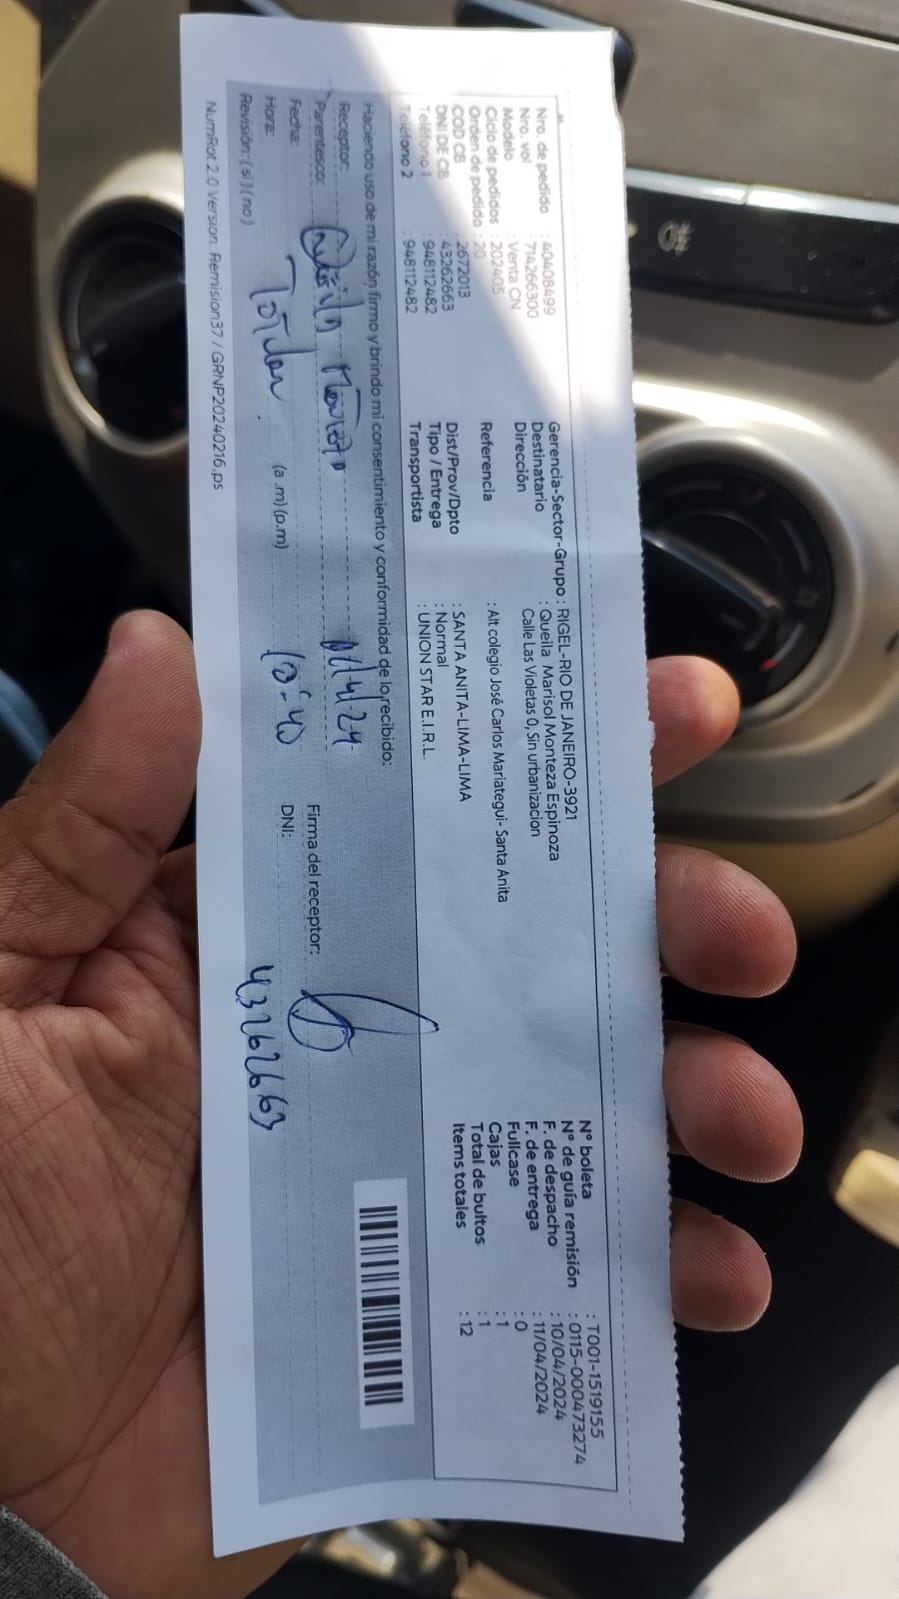 Nro. de pedido : 40408499
Nro. vol : 714266300
Modelo : Venta CN
Ciclo de pedidos : 202405
Orden de pedido : 20
COD CB : 2672013
DNI DE CB : 43262663
Teléfono 1 : 948112482
Teléfono 2 : 948112482
Gerencia-Sector-Grupo : RIGEL-RIO DE JANEIRO-3921
Destinatario : Queila Marisol Monteza Espinoza
Dirección Calle Las Violetas 0, Sin urbanizacion
Referencia : Alt colegio José Carlos Mariategui- Santa Anita
Dist/Prov/Dpto : SANTA ANITA-LIMA-LIMA
Tipo / Entrega : Normal
Transportista : UNION STAR E.I.R.L.
N° boleta : T001-1519155
N° de guía remisión : 0115-000473274
F. de despacho : 10/04/2024
F. de entrega : 11/04/2024
Fullcase : 0
Cajas : 1
Total de bultos : 1
Items totales : 12
Haciendo uso de mi razón firmo y brindo mi consentimiento y conformidad de lo recibido:
Receptor:
Parentesco:
Fecha: /4/24
Hora: (a.m) (p.m) 10:40
Firma del receptor:
DNI: 43262663
Revisión: (si) (no)
NumRot 2.0 Version. Remision37 / GRNP20240216.ps